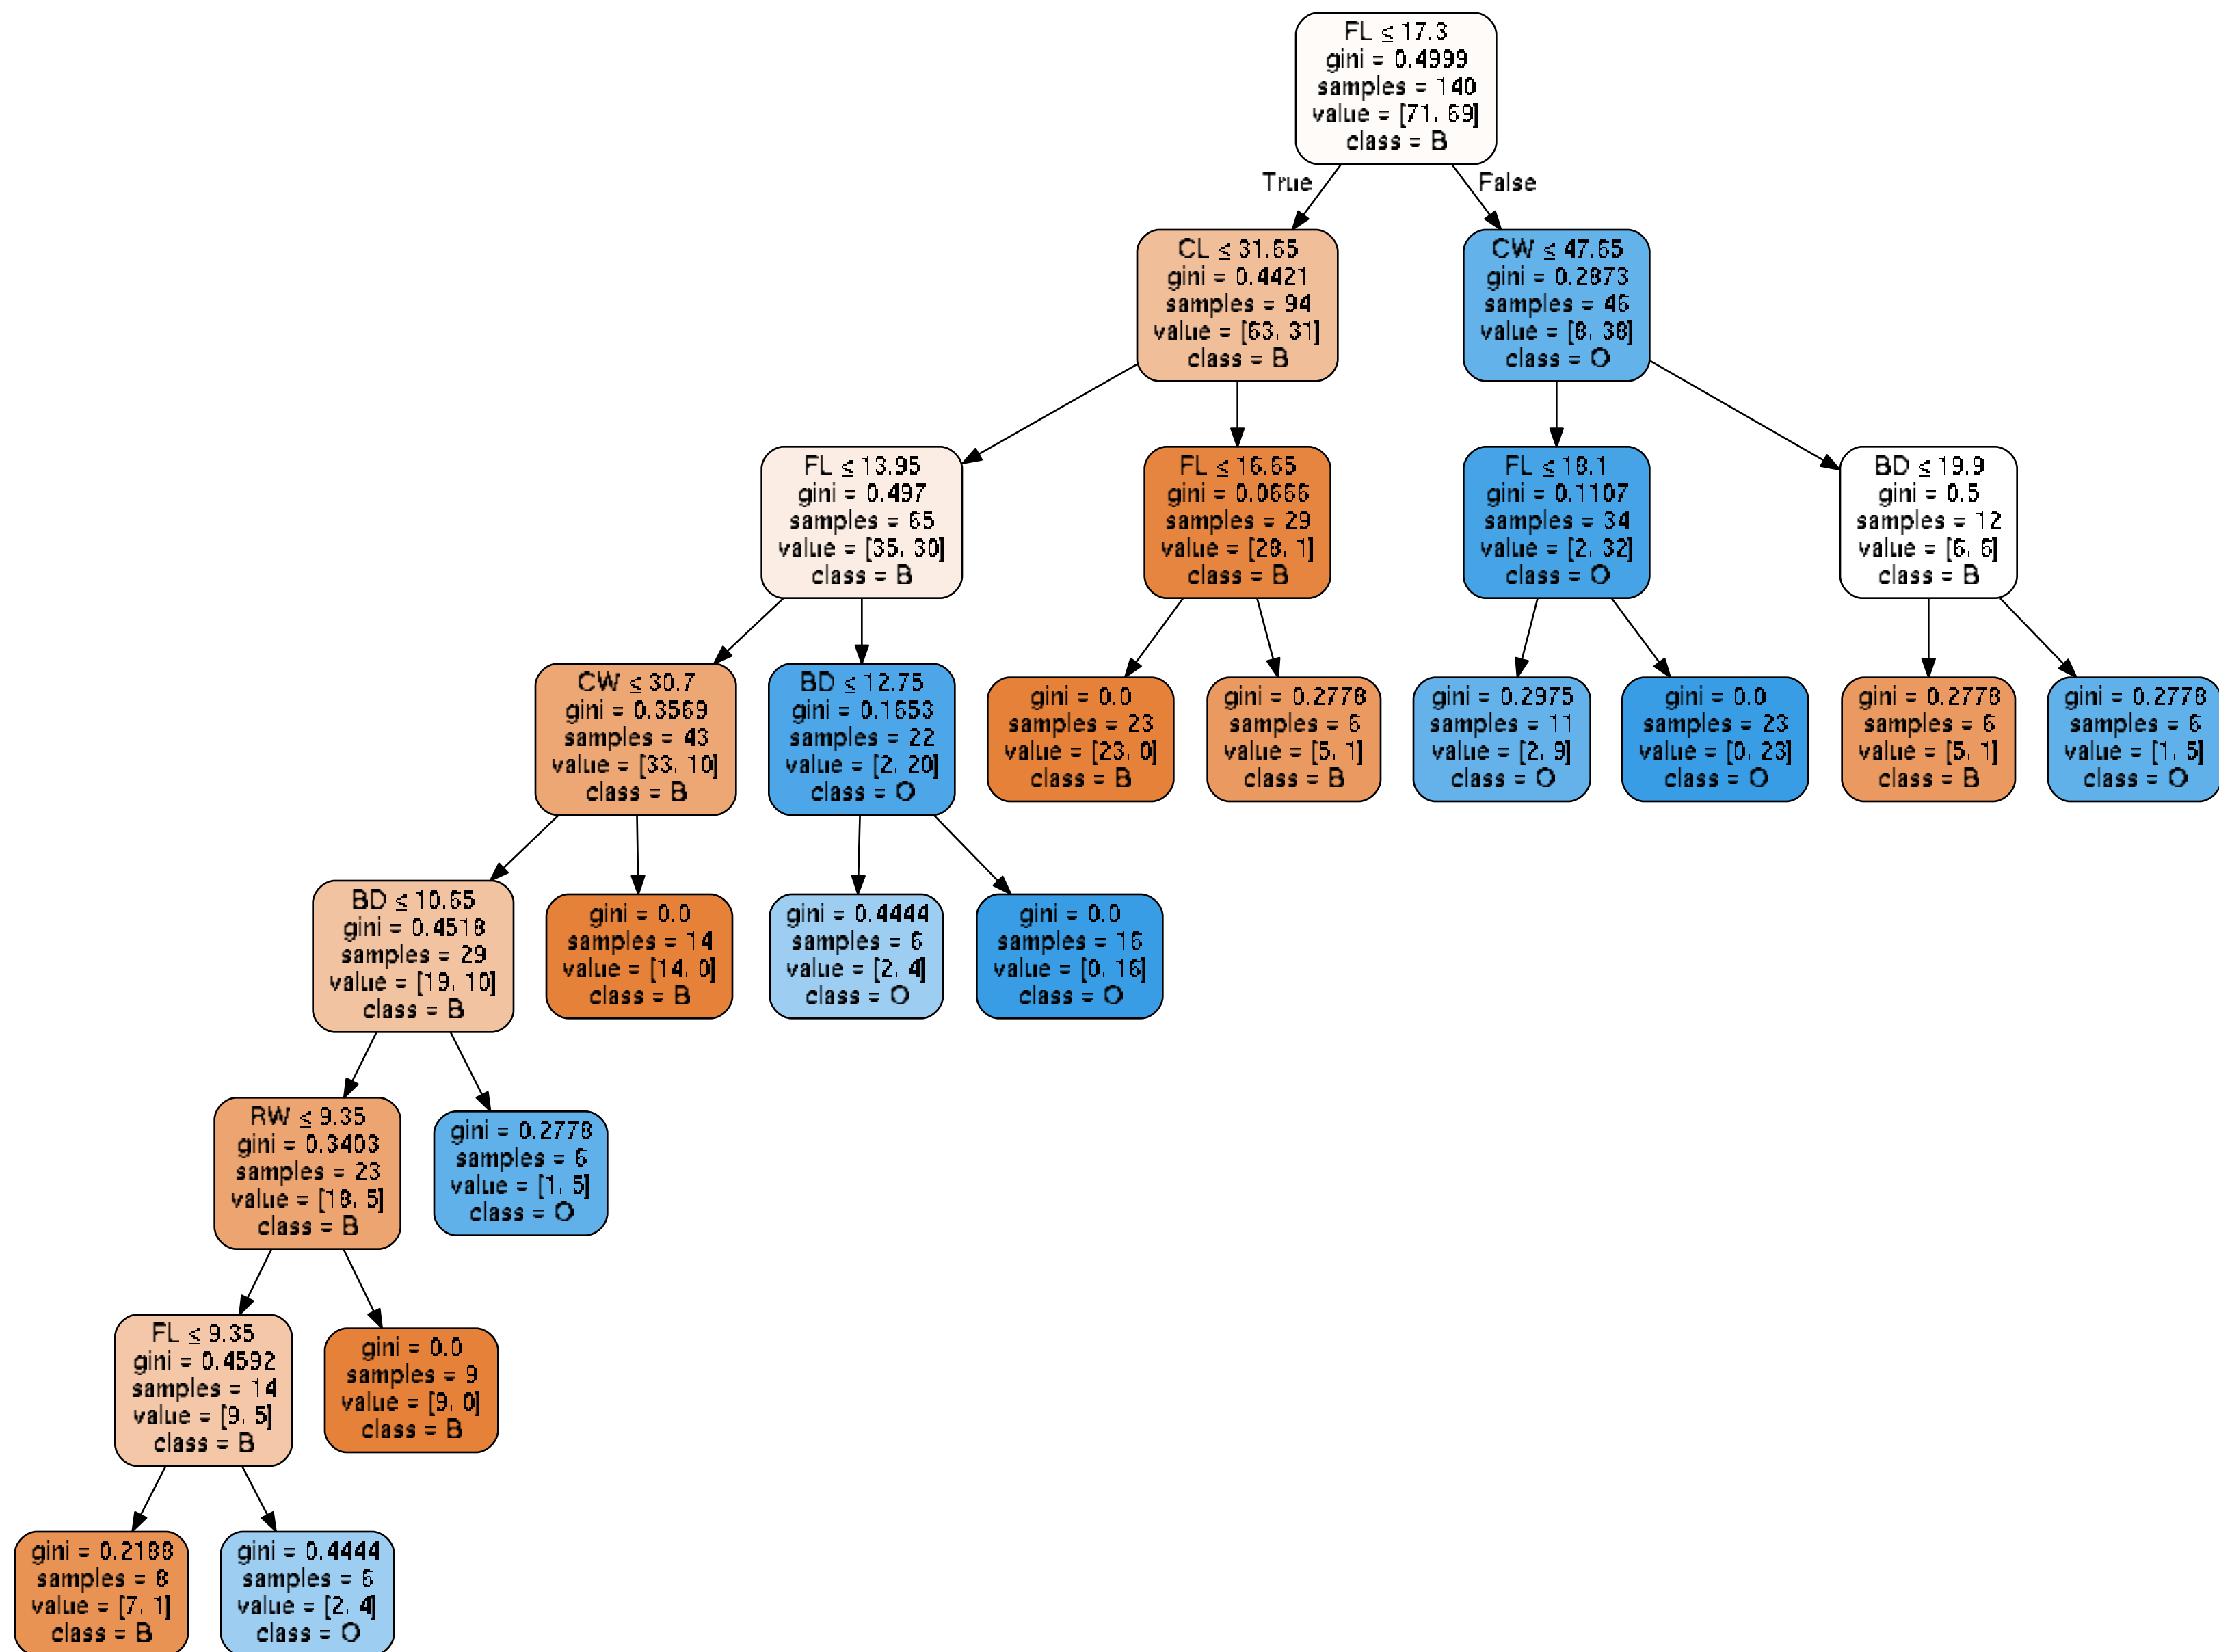 FL ≤ 17.3
gini = 0.4999
samples = 140
value = [71, 69]
class = B
True
False
CL ≤ 31.65
gini = 0.4421
samples = 94
value = [63, 31]
class = B
CW ≤ 47.65
gini = 0.2873
samples = 46
value = [8, 38]
class = O
FL ≤ 13.95
gini = 0.497
samples = 65
value = [35, 30]
class = B
FL ≤ 16.65
gini = 0.0666
samples = 29
value = [28, 1]
class = B
FL ≤ 18.1
gini = 0.1107
samples = 34
value = [2, 32]
class = O
BD ≤ 19.9
gini = 0.5
samples = 12
value = [6, 6]
class = B
CW ≤ 30.7
gini = 0.3569
samples = 43
value = [33, 10]
class = B
BD ≤ 12.75
gini = 0.1653
samples = 22
value = [2, 20]
class = O
gini = 0.0
samples = 23
value = [23, 0]
class = B
gini = 0.2778
samples = 6
value = [5, 1]
class = B
gini = 0.2975
samples = 11
value = [2, 9]
class = O
gini = 0.0
samples = 23
value = [0, 23]
class = O
gini = 0.2778
samples = 6
value = [5, 1]
class = B
gini = 0.2778
samples = 6
value = [1, 5]
class = O
BD ≤ 10.65
gini = 0.4518
samples = 29
value = [19, 10]
class = B
gini = 0.0
samples = 14
value = [14, 0]
class = B
gini = 0.4444
samples = 6
value = [2, 4]
class = O
gini = 0.0
samples = 16
value = [0, 16]
class = O
RW ≤ 9.35
gini = 0.3403
samples = 23
value = [18, 5]
class = B
gini = 0.2778
samples = 6
value = [1, 5]
class = O
FL ≤ 9.35
gini = 0.4592
samples = 14
value = [9, 5]
class = B
gini = 0.0
samples = 9
value = [9, 0]
class = B
gini = 0.2188
samples = 8
value = [7, 1]
class = B
gini = 0.4444
samples = 6
value = [2, 4]
class = O